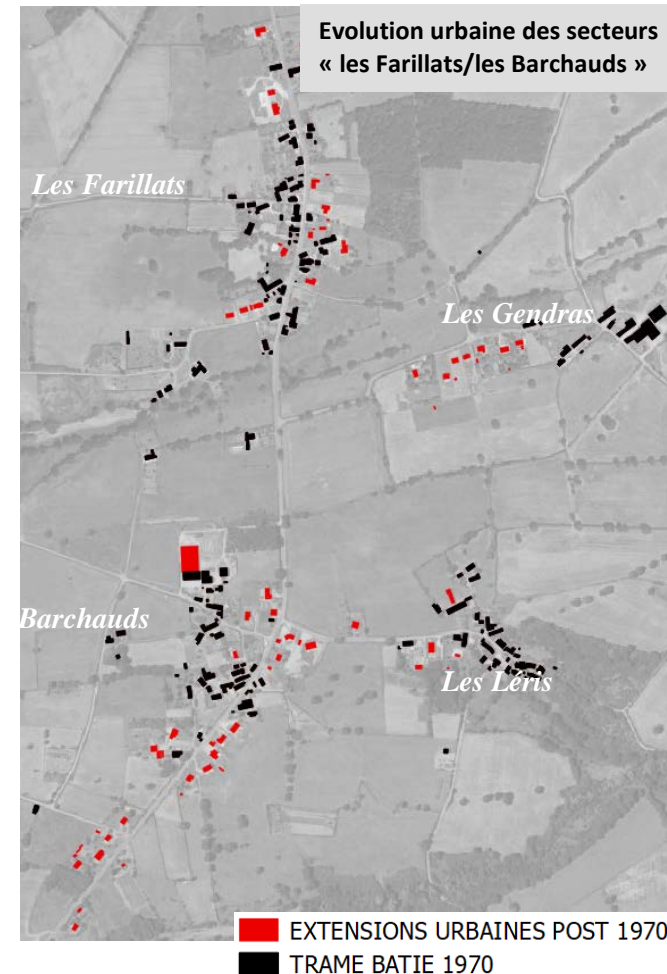 Evolution urbaine des secteurs
« les Farillats/les Barchauds »
Les Farillats
Les Gendras
Barchauds
Les Léris
EXTENSIONS URBAINES POST 1970
TRAME BATIE 1970